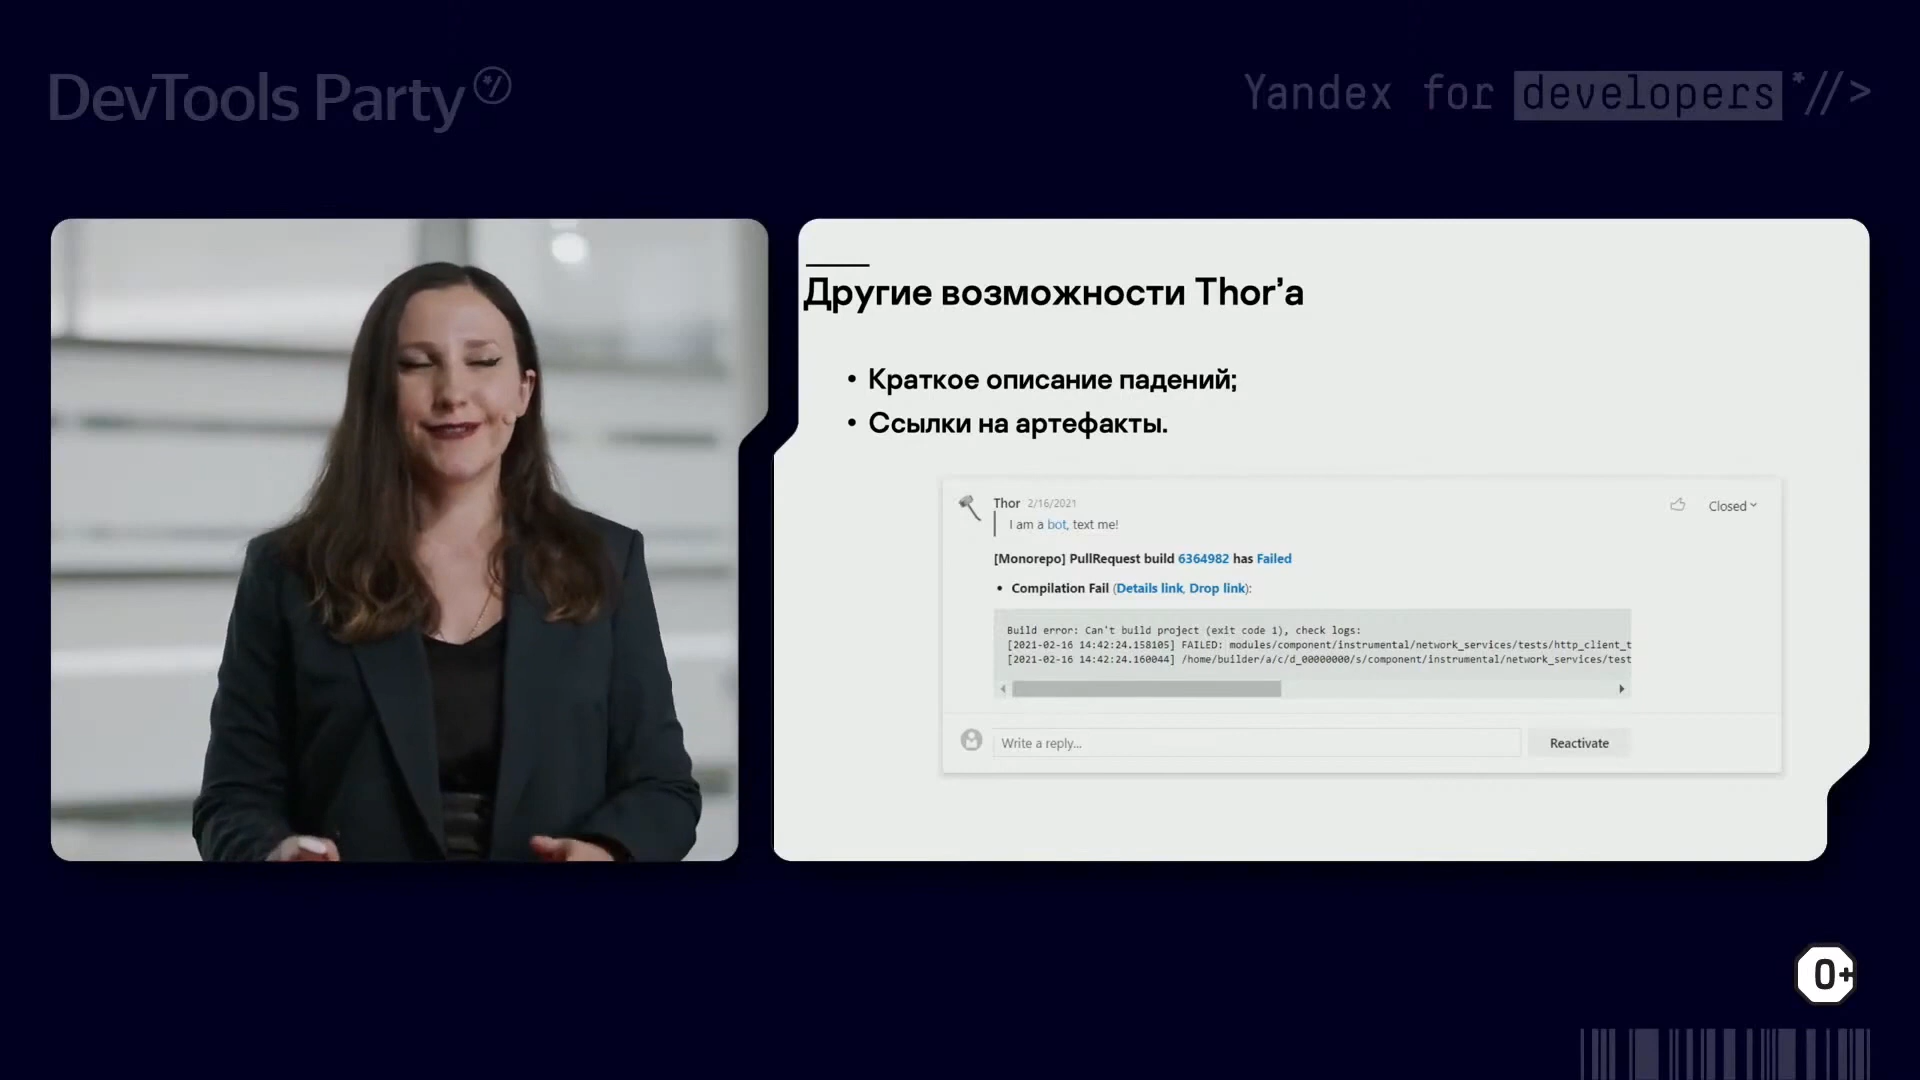 DevTools Party */
Yandex for developers *//>
Другие возможности Thor’а
• Краткое описание падений;
• Ссылки на артефакты.
Thor 2/16/2021
Closed
I am a bot, text me!
[Monorepo] PullRequest build 6364982 has Failed
• Compilation Fail (Details link, Drop link):
Build error: Can't build project (exit code 1), check logs:
[2021-02-16 14:42:24.158105] FAILED: modules/component/instrumental/network_services/tests/http_client_t
[2021-02-16 14:42:24.160044] /home/builder/a/c/d_00000000/s/component/instrumental/network_services/test
Write a reply...
Reactivate
0+